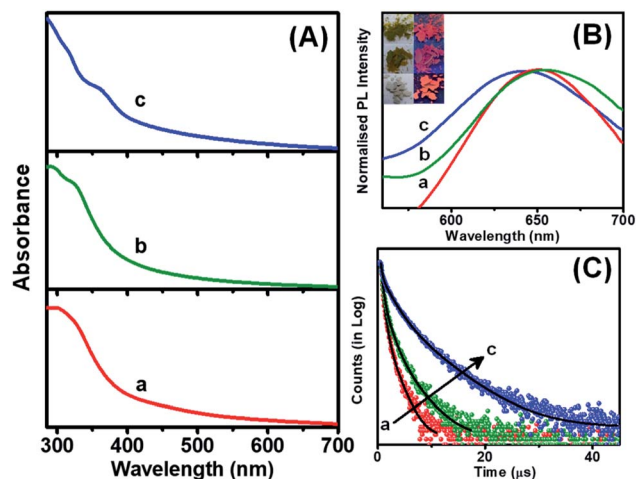 (A)
c
b
a
Absorbance
300 400 500 600 700
Wavelength (nm)
(B)
Normalised PL Intensity
c
b
a
600 650 700
Wavelength (nm)
(C)
Counts (in Log)
c
a
0 20 40
Time (μs)